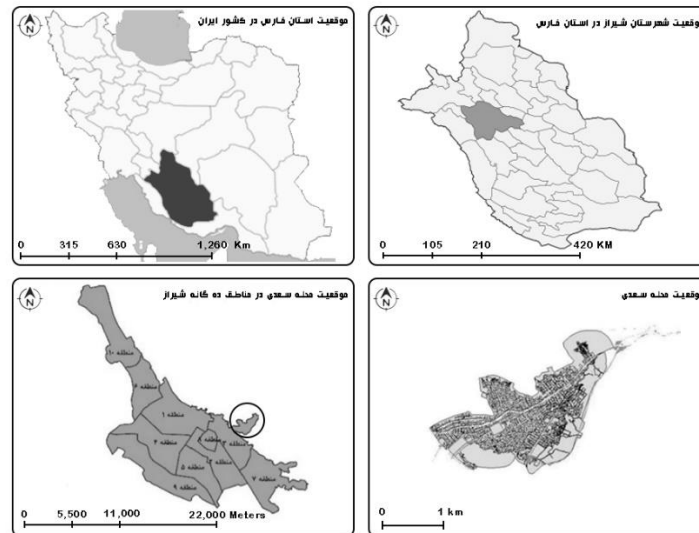 موقعیت استان فارس در کشور ایران
N
0 315 630 1,260 Km
موقعیت شهرستان شیراز در استان فارس
N
0 105 210 420 KM
موقعیت محله سعدی در مناطق ده گانه شیراز
N
منطقه ۱۰
منطقه ۶
منطقه ۱
منطقه ۳
منطقه ۴
منطقه ۸
منطقه ۵
منطقه ۲
منطقه ۷
منطقه ۹
0 5,500 11,000 22,000 Meters
موقعیت محله سعدی
N
0 1 km